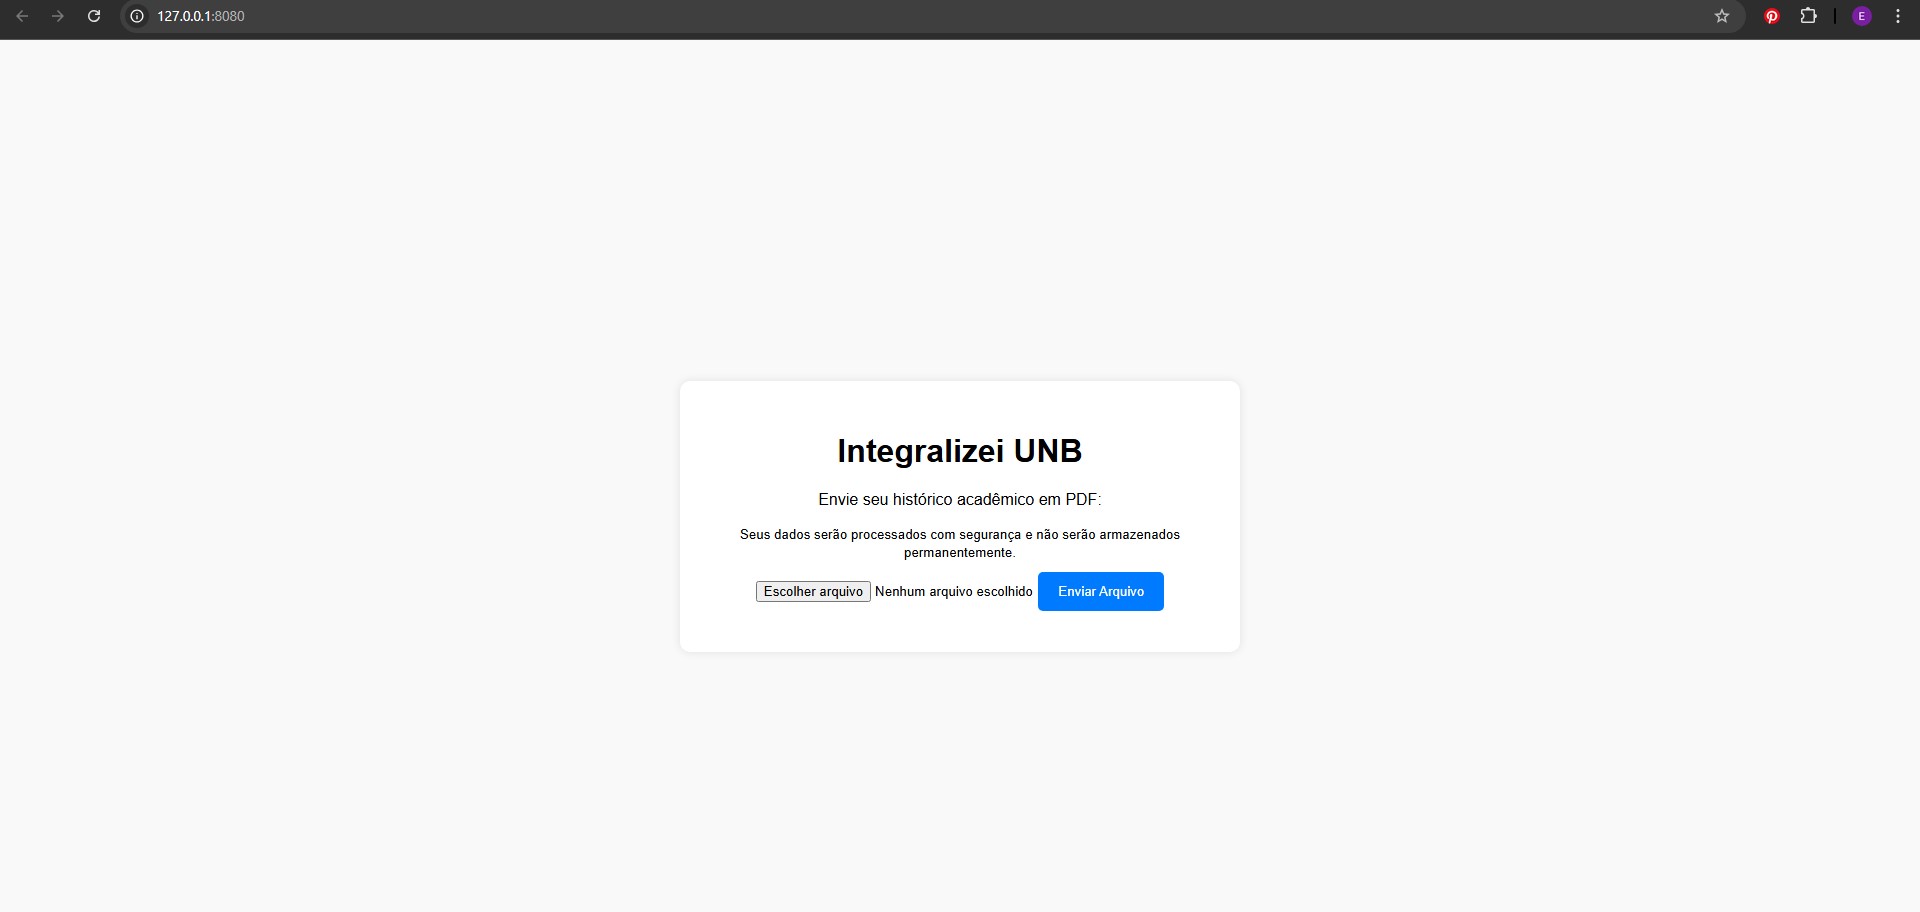 127.0.0.1:8080
E
Integralizei UNB
Envie seu histórico acadêmico em PDF:
Seus dados serão processados com segurança e não serão armazenados
permanentemente.
Escolher arquivo Nenhum arquivo escolhido Enviar Arquivo